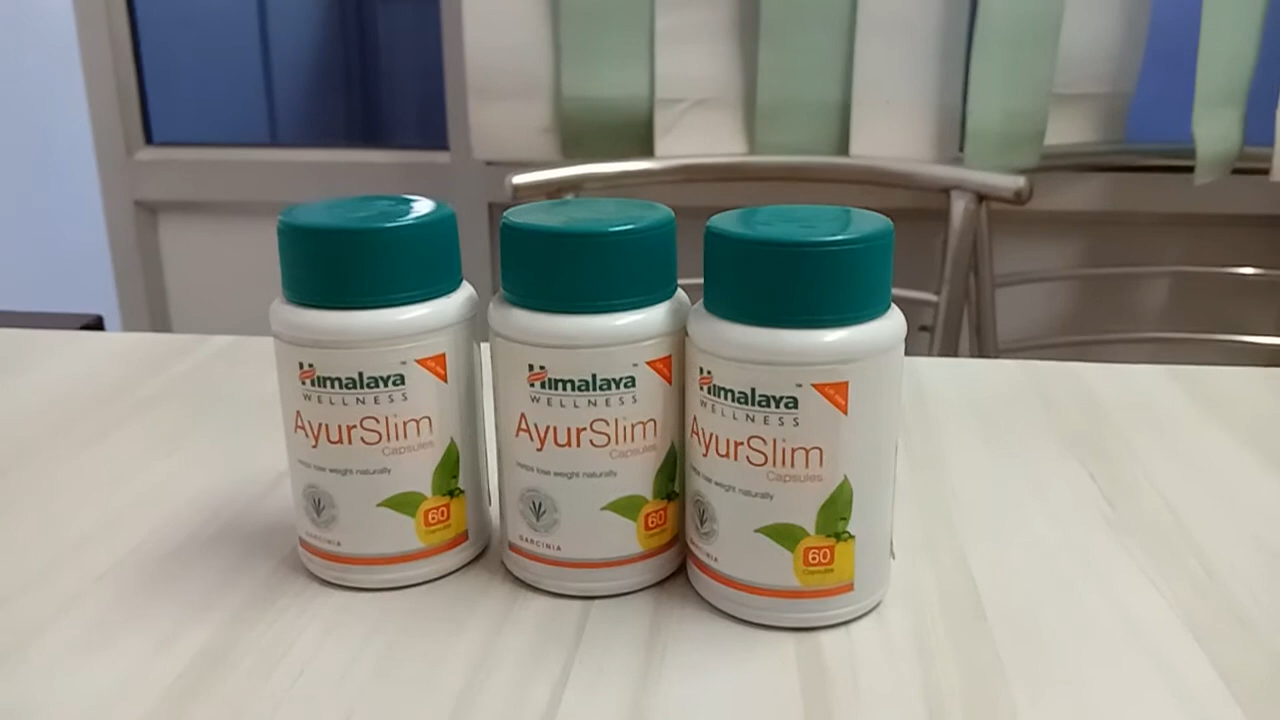 Himalaya
WELLNESS
AyurSlim
Capsules
Helps lose weight naturally
GARCINIA
60
Capsules
Himalaya
WELLNESS
AyurSlim
Capsules
Helps lose weight naturally
GARCINIA
60
Capsules
Himalaya
WELLNESS
AyurSlim
Capsules
Helps lose weight naturally
GARCINIA
60
Capsules